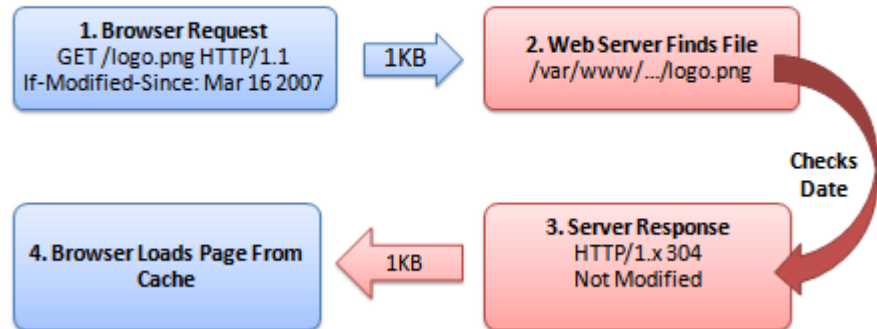 1. Browser Request
GET /logo.png HTTP/1.1
If-Modified-Since: Mar 16 2007
1KB
2. Web Server Finds File
/var/www/.../logo.png
Checks
Date
3. Server Response
HTTP/1.x 304
Not Modified
1KB
4. Browser Loads Page From
Cache